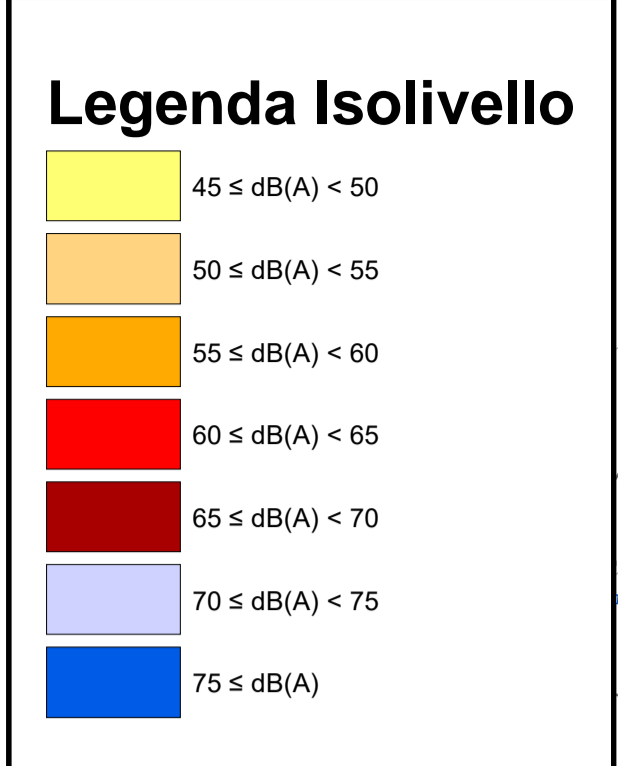 Legenda Isolivello
45 ≤ dB(A) < 50
50 ≤ dB(A) < 55
55 ≤ dB(A) < 60
60 ≤ dB(A) < 65
65 ≤ dB(A) < 70
70 ≤ dB(A) < 75
75 ≤ dB(A)